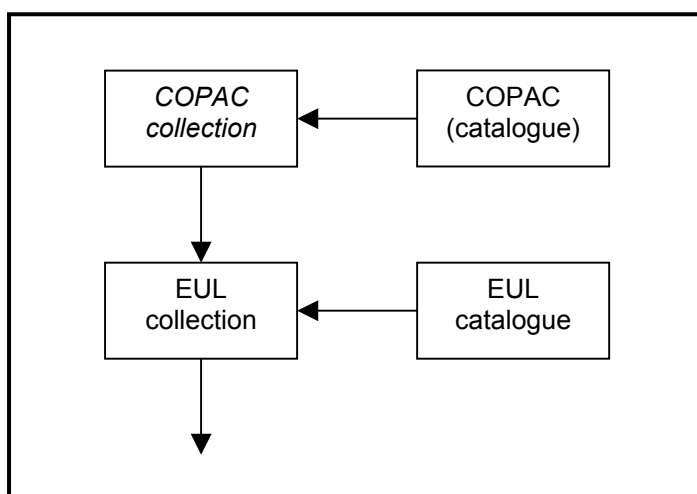 COPAC
collection
COPAC
(catalogue)
EUL
collection
EUL
catalogue